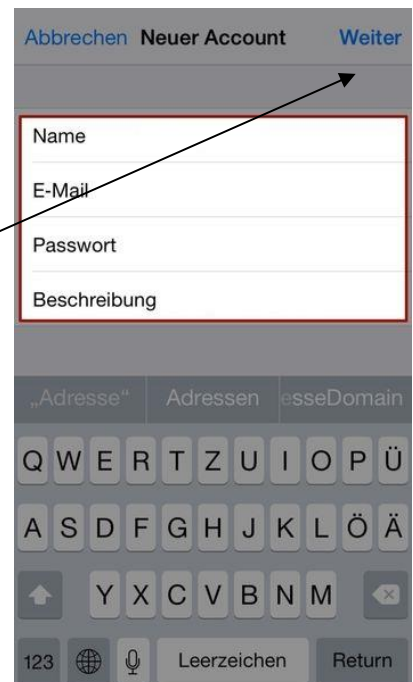 Abbrechen Neuer Account Weiter
Name
E-Mail
Passwort
Beschreibung
„Adresse“ Adressen esseDomain
Q W E R T Z U I O P Ü
A S D F G H J K L Ö Ä
Y X C V B N M
123 Leerzeichen Return